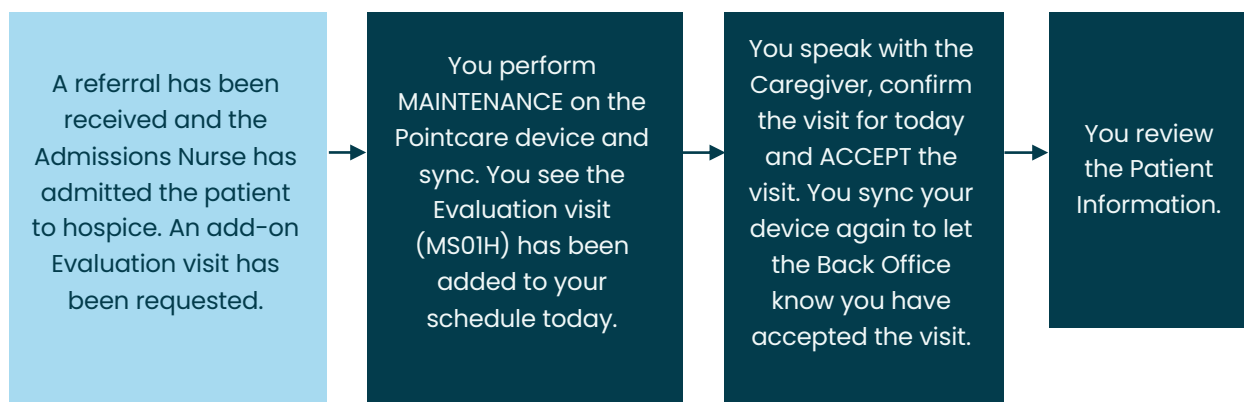 A referral has been
received and the
Admissions Nurse has
admitted the patient
to hospice. An add-on
Evaluation visit has
been requested.
You perform
MAINTENANCE on the
Pointcare device and
sync. You see the
Evaluation visit
(MS01H) has been
added to your
schedule today.
You speak with the
Caregiver, confirm
the visit for today
and ACCEPT the
visit. You sync your
device again to let
the Back Office
know you have
accepted the visit.
You review
the Patient
Information.